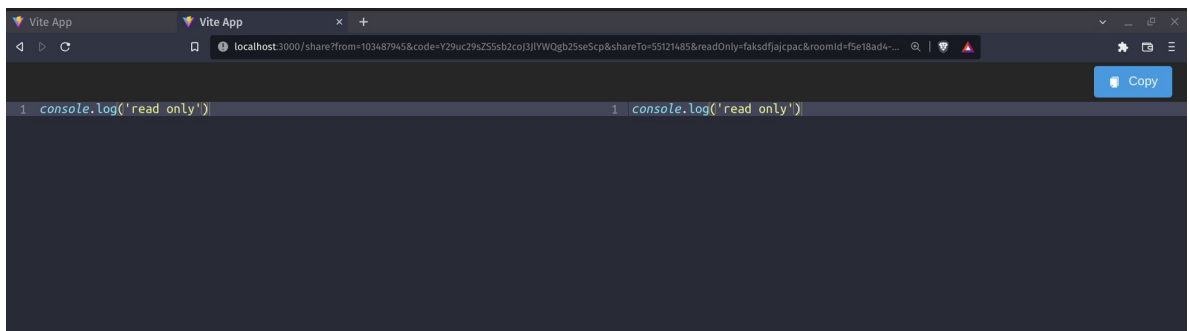 Vite App
Vite App
localhost:3000/share?from=103487945&code=Y29uc29sZS5sb2coJ3JlYWQgb25seScp&shareTo=55121485&readOnly=faksdfjajcpac&roomId=f5e18ad4-...
Copy
1 console.log('read only')
1 console.log('read only')